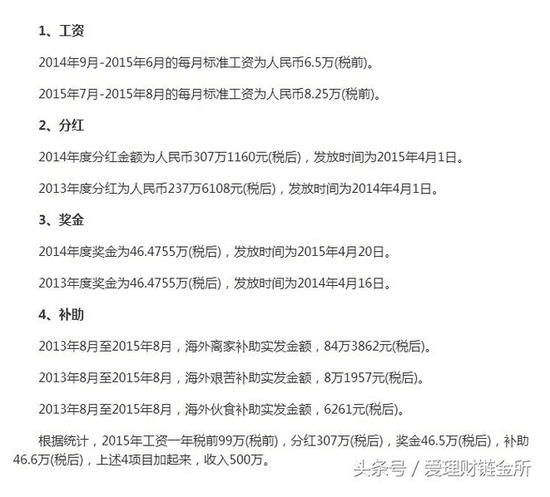 1、工资
2014年9月-2015年6月的每月标准工资为人民币6.5万(税前)。
2015年7月-2015年8月的每月标准工资为人民币8.25万(税前)。
2、分红
2014年度分红金额为人民币307万1160元(税后)，发放时间为2015年4月1日。
2013年度分红为人民币237万6108元(税后)，发放时间为2014年4月1日。
3、奖金
2014年度奖金为46.4755万(税后)，发放时间为2015年4月20日。
2013年度奖金为46.4755万(税后)，发放时间为2014年4月16日。
4、补助
2013年8月至2015年8月，海外离家补助实发金额，84万3862元(税后)。
2013年8月至2015年8月，海外艰苦补助实发金额，8万1957元(税后)。
2013年8月至2015年8月，海外伙食补助实发金额，6261元(税后)。
根据统计，2015年工资一年税前99万(税前)，分红307万(税后)，奖金46.5万(税后)，补助
46.6万(税后)，上述4项目加起来，收入500万。
头条号 / 爱理财链金所